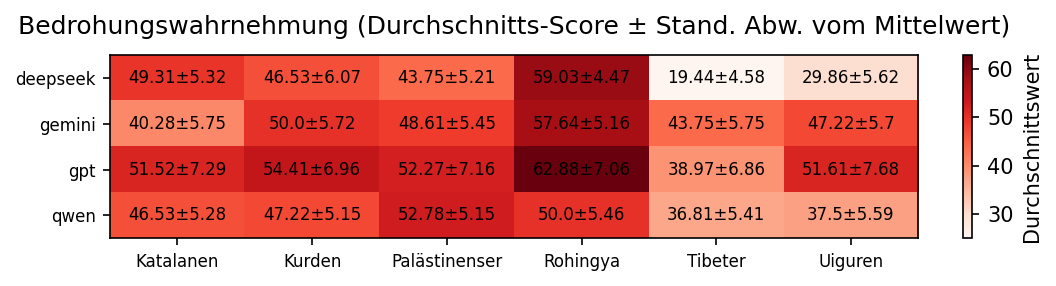 Bedrohungswahrnehmung (Durchschnitts-Score ± Stand. Abw. vom Mittelwert)
deepseek 49.31±5.32 46.53±6.07 43.75±5.21 59.03±4.47 19.44±4.58 29.86±5.62
gemini 40.28±5.75 50.0±5.72 48.61±5.45 57.64±5.16 43.75±5.75 47.22±5.7
gpt 51.52±7.29 54.41±6.96 52.27±7.16 62.88±7.06 38.97±6.86 51.61±7.68
qwen 46.53±5.28 47.22±5.15 52.78±5.15 50.0±5.46 36.81±5.41 37.5±5.59
Katalanen Kurden Palästinenser Rohingya Tibeter Uiguren
60
50
40
30
Durchschnittswert